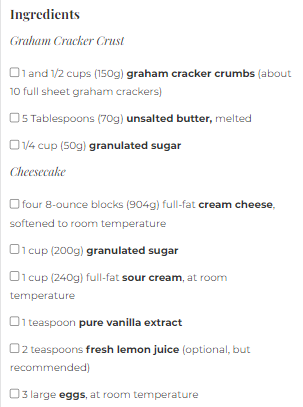 Ingredients
Graham Cracker Crust
1 and 1/2 cups (150g) graham cracker crumbs (about
10 full sheet graham crackers)
5 Tablespoons (70g) unsalted butter, melted
1/4 cup (50g) granulated sugar
Cheesecake
four 8-ounce blocks (904g) full-fat cream cheese,
softened to room temperature
1 cup (200g) granulated sugar
1 cup (240g) full-fat sour cream, at room
temperature
1 teaspoon pure vanilla extract
2 teaspoons fresh lemon juice (optional, but
recommended)
3 large eggs, at room temperature